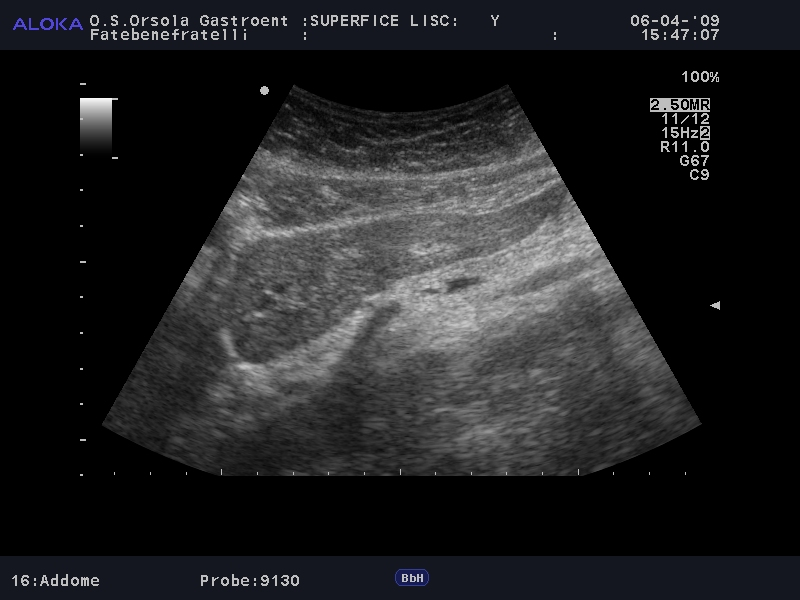 ALOKA O.S.Orsola Gastroent :SUPERFICE LISC: Y 06-04-'09
Fatebenefratelli : : 15:47:07
100%
2.50MR
11/12
15Hz2
R11.0
G67
C9
16:Addome Probe:9130 BbH